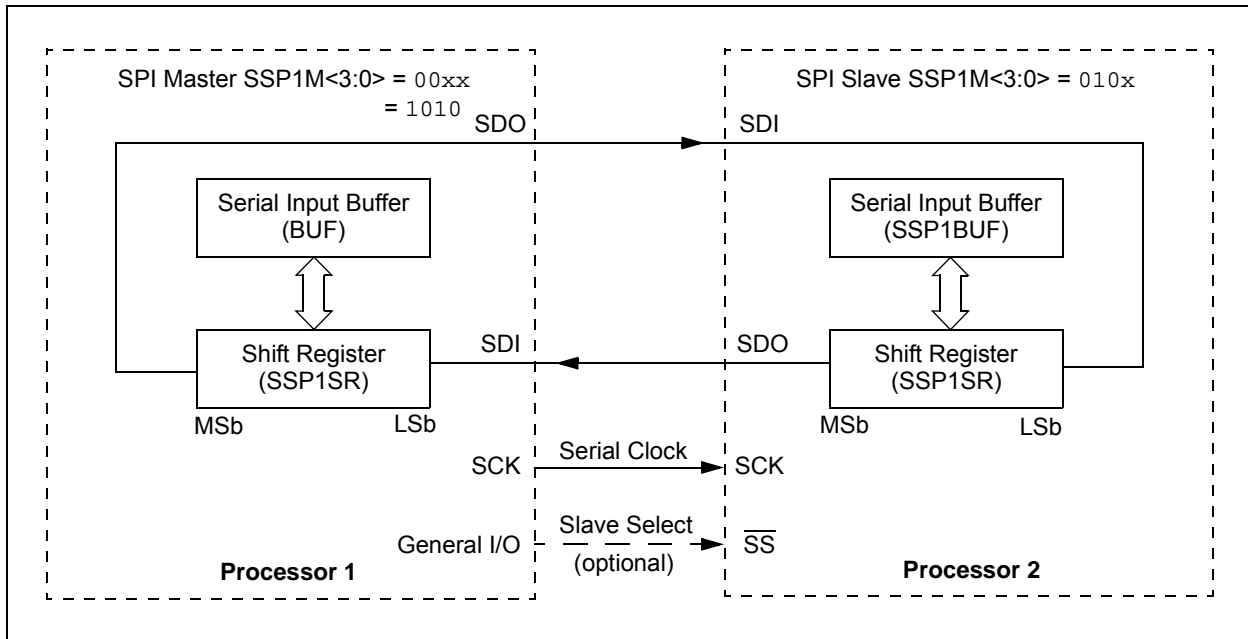 SPI Master SSP1M<3:0> = 00xx
= 1010
SDO
Serial Input Buffer
(BUF)
Shift Register
(SSP1SR)
MSb
LSb
SDI
SCK
General I/O
Processor 1
Serial Clock
Slave Select
(optional)
SPI Slave SSP1M<3:0> = 010x
SDI
Serial Input Buffer
(SSP1BUF)
SDO
Shift Register
(SSP1SR)
MSb
LSb
SCK
SS
Processor 2